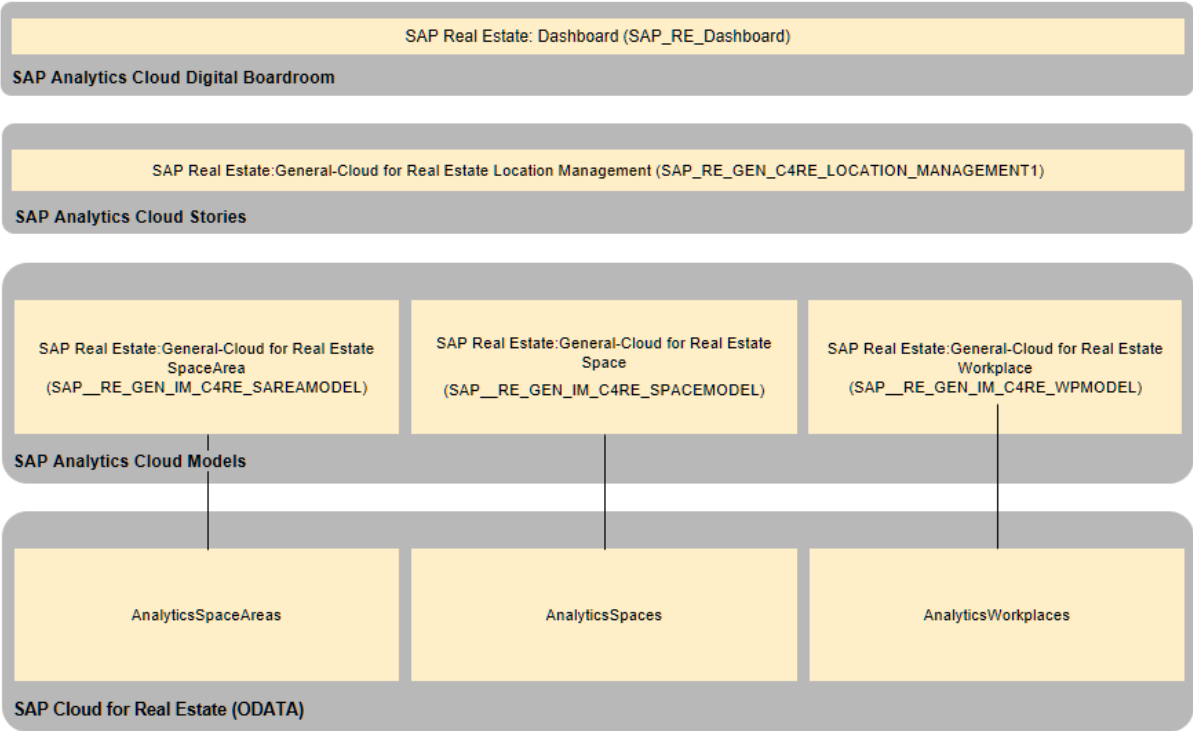 SAP Real Estate: Dashboard (SAP_RE_Dashboard)
SAP Analytics Cloud Digital Boardroom
SAP Real Estate:General-Cloud for Real Estate Location Management (SAP_RE_GEN_C4RE_LOCATION_MANAGEMENT1)
SAP Analytics Cloud Stories
SAP Real Estate:General-Cloud for Real Estate
SpaceArea
(SAP__RE_GEN_IM_C4RE_SAREAMODEL)
SAP Real Estate:General-Cloud for Real Estate
Space
(SAP__RE_GEN_IM_C4RE_SPACEMODEL)
SAP Real Estate:General-Cloud for Real Estate
Workplace
(SAP__RE_GEN_IM_C4RE_WPMODEL)
SAP Analytics Cloud Models
AnalyticsSpaceAreas
AnalyticsSpaces
AnalyticsWorkplaces
SAP Cloud for Real Estate (ODATA)